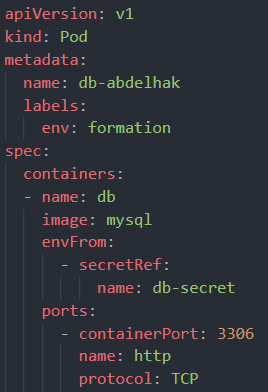 apiVersion: v1
kind: Pod
metadata:
  name: db-abdelhak
  labels:
    env: formation
spec:
  containers:
  - name: db
    image: mysql
    envFrom:
      - secretRef:
          name: db-secret
    ports:
      - containerPort: 3306
        name: http
        protocol: TCP